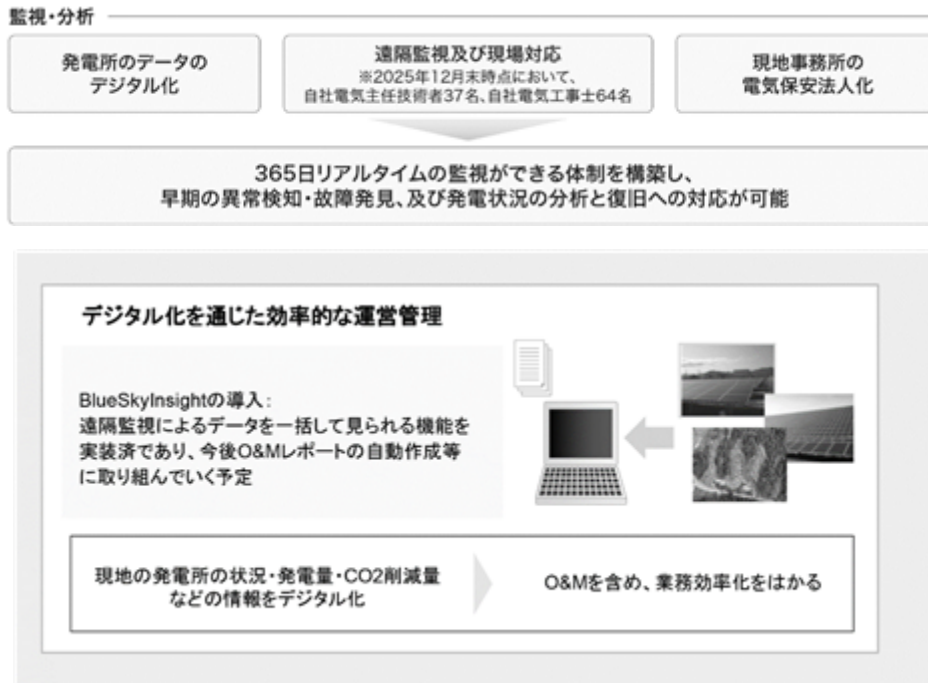 監視・分析
発電所のデータの
デジタル化
遠隔監視及び現場対応
※2025年12月末時点において、
自社電気主任技術者37名、自社電気工事士64名
現地事務所の
電気保安法人化
365日リアルタイムの監視ができる体制を構築し、
早期の異常検知・故障発見、及び発電状況の分析と復旧への対応が可能
デジタル化を通じた効率的な運営管理
BlueSkyInsightの導入：
遠隔監視によるデータを一括して見られる機能を
実装済であり、今後O&Mレポートの自動作成等
に取り組んでいく予定
現地の発電所の状況・発電量・CO2削減量
などの情報をデジタル化
O&Mを含め、業務効率化をはかる